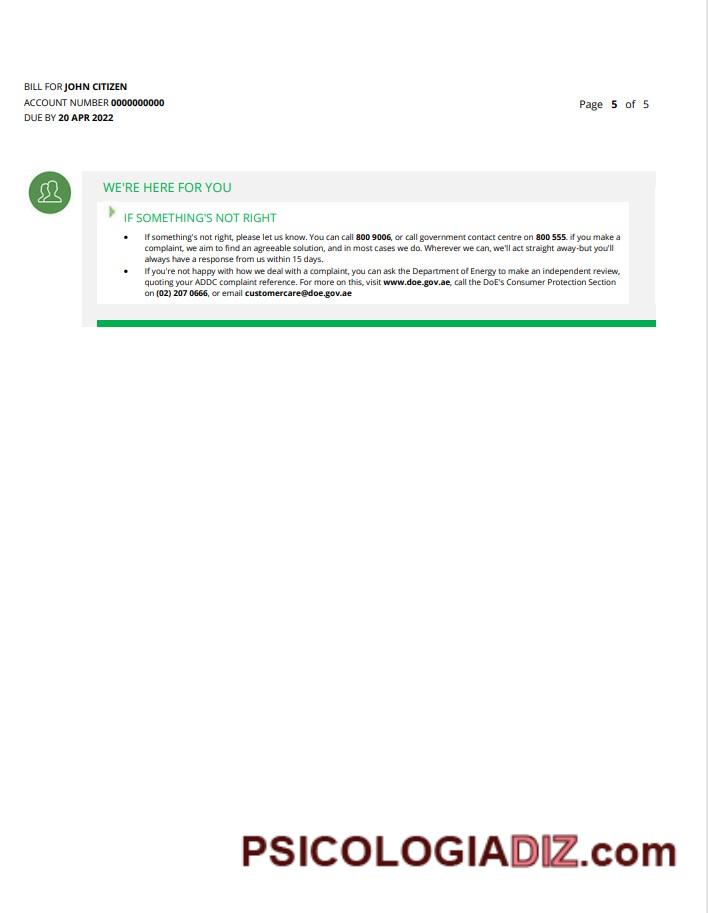 BILL FOR JOHN CITIZEN
ACCOUNT NUMBER 0000000000
DUE BY 20 APR 2022
Page 5 of 5
WE'RE HERE FOR YOU
IF SOMETHING'S NOT RIGHT
• If something's not right, please let us know. You can call 800 9006, or call government contact centre on 800 555. if you make a
complaint, we aim to find an agreeable solution, and in most cases we do. Wherever we can, we'll act straight away-but you'll
always have a response from us within 15 days.
• If you're not happy with how we deal with a complaint, you can ask the Department of Energy to make an independent review,
quoting your ADDC complaint reference. For more on this, visit www.doe.gov.ae, call the DoE's Consumer Protection Section
on (02) 207 0666, or email customercare@doe.gov.ae
PSICOLOGIADIZ.com